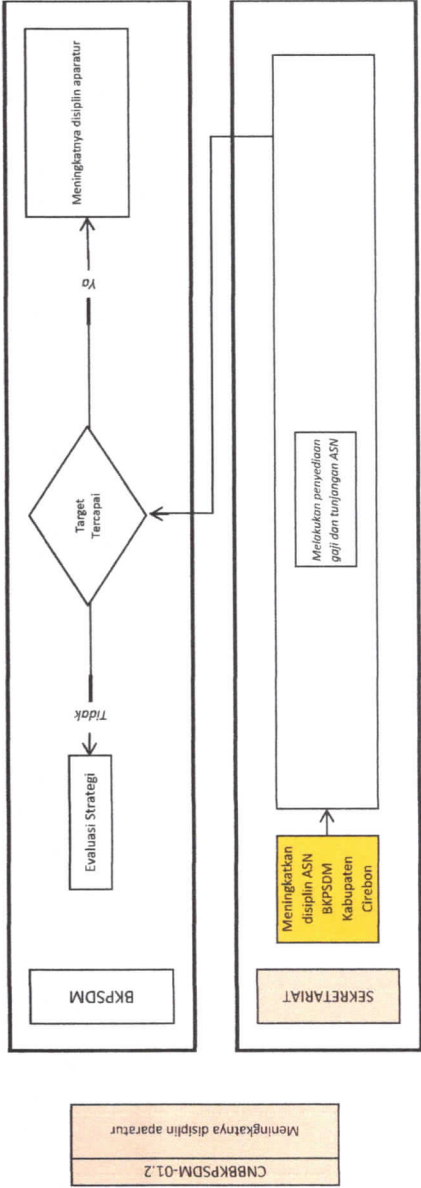 CNBBKPSDM-01.2
Meningkatnya disiplin aparatur
BKPSDM
Evaluasi Strategi
Tidak
Target
Tercapai
Ya
Meningkatnya disiplin aparatur
SEKRETARIAT
Meningkatkan
disiplin ASN
BKPSDM
Kabupaten
Cirebon
Melakukan penyediaan
gaji dan tunjangan ASN